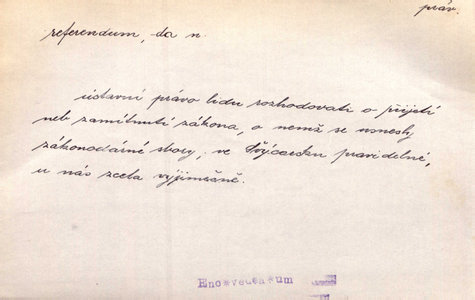 práv.
referendum, -da n.
ústavní právo lidu rozhodovati o přijetí
neb zamítnutí zákona, o němž se usnesly
zákonodárné sbory; ve Švýcarsku pravidelné,
u nás zcela výjimečné.